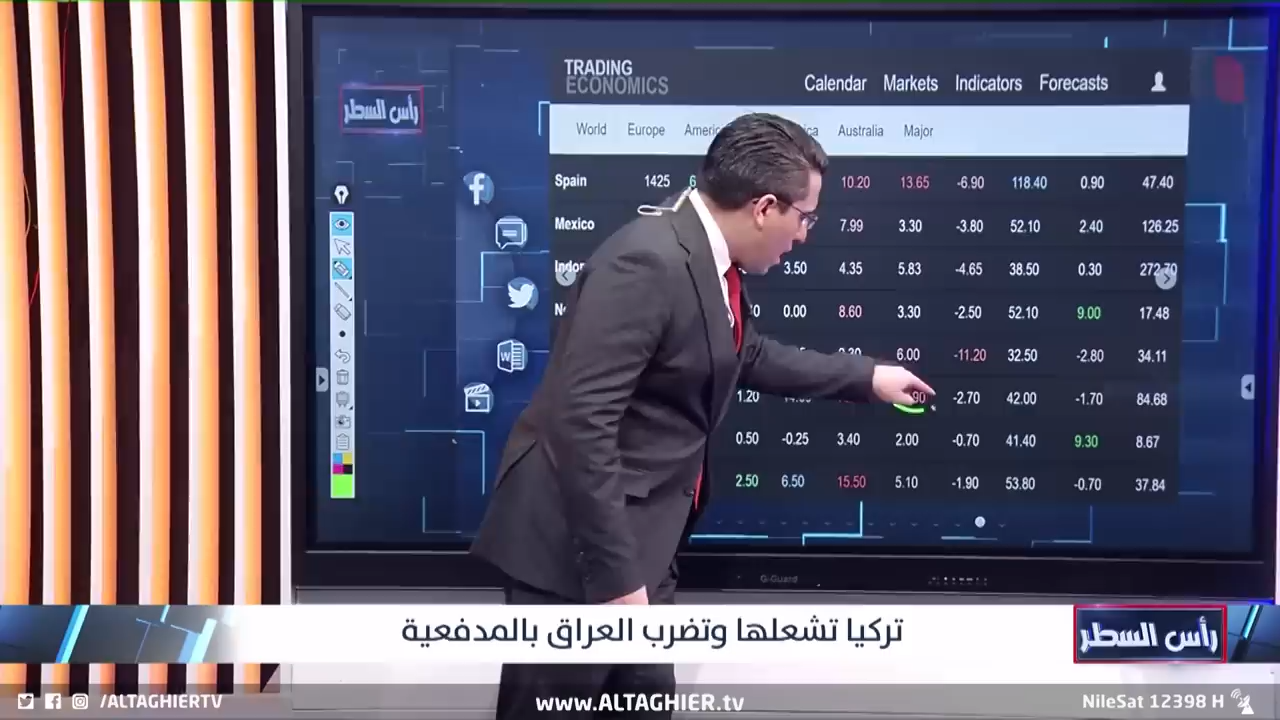 TRADING
ECONOMICS
Calendar Markets Indicators Forecasts
رأس السطر
World Europe Australia Major
Spain 1425 10.20 13.65 -6.90 118.40 0.90 47.40
Mexico 7.99 3.30 -3.80 52.10 2.40 126.25
3.50 4.35 5.83 -4.65 38.50 0.30 272.70
0.00 8.60 3.30 -2.50 52.10 9.00 17.48
6.00 -11.20 32.50 -2.80 34.11
1.20 -2.70 42.00 -1.70 84.68
0.50 -0.25 3.40 2.00 -0.70 41.40 9.30 8.67
2.50 6.50 15.50 5.10 -1.90 53.80 -0.70 37.84
G-Guard
تركيا تشعلها وتضرب العراق بالمدفعية
رأس السطر
/ALTAGHIERTV
www.ALTAGHIER.tv
NileSat 12398 H